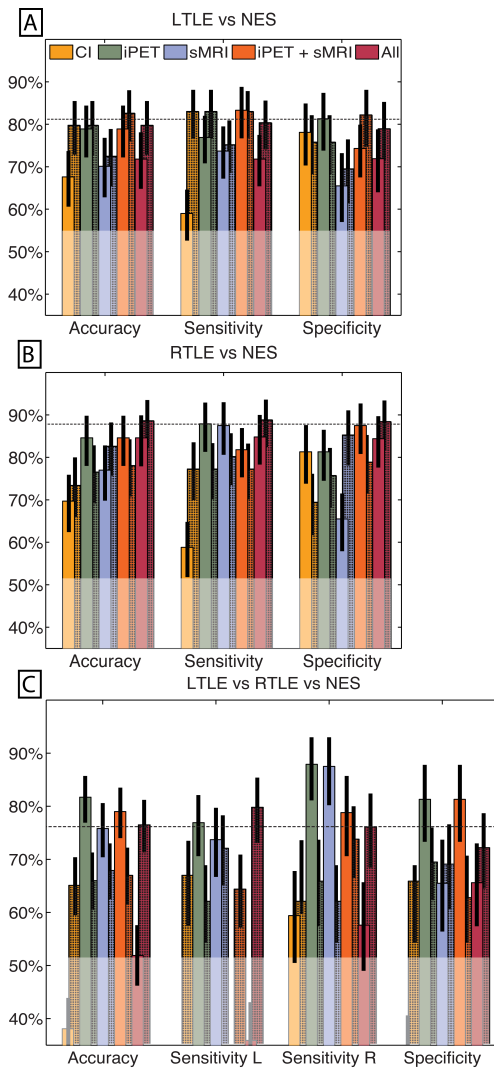 A
LTLE vs NES
CI iPET sMRI iPET + sMRI All
90%
80%
70%
60%
50%
40%
Accuracy Sensitivity Specificity
B
RTLE vs NES
90%
80%
70%
60%
50%
40%
Accuracy Sensitivity Specificity
C
LTLE vs RTLE vs NES
90%
80%
70%
60%
50%
40%
Accuracy Sensitivity L Sensitivity R Specificity